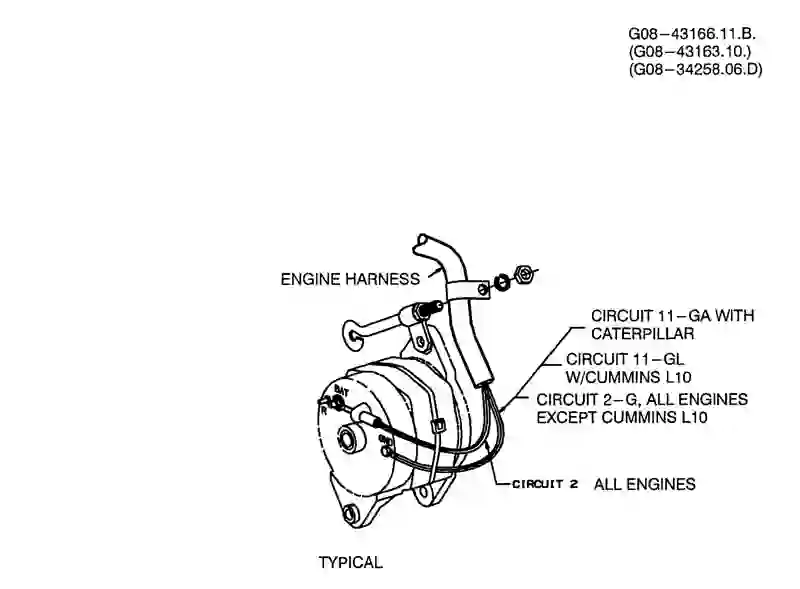 G08-43166.11.B.
(G08-43163.10.)
(G08-34258.06.D)
ENGINE HARNESS
CIRCUIT 11-GA WITH
CATERPILLAR
CIRCUIT 11-GL
W/CUMMINS L10
CIRCUIT 2-G, ALL ENGINES
EXCEPT CUMMINS L10
BAT
R
GND
CIRCUIT 2 ALL ENGINES
TYPICAL